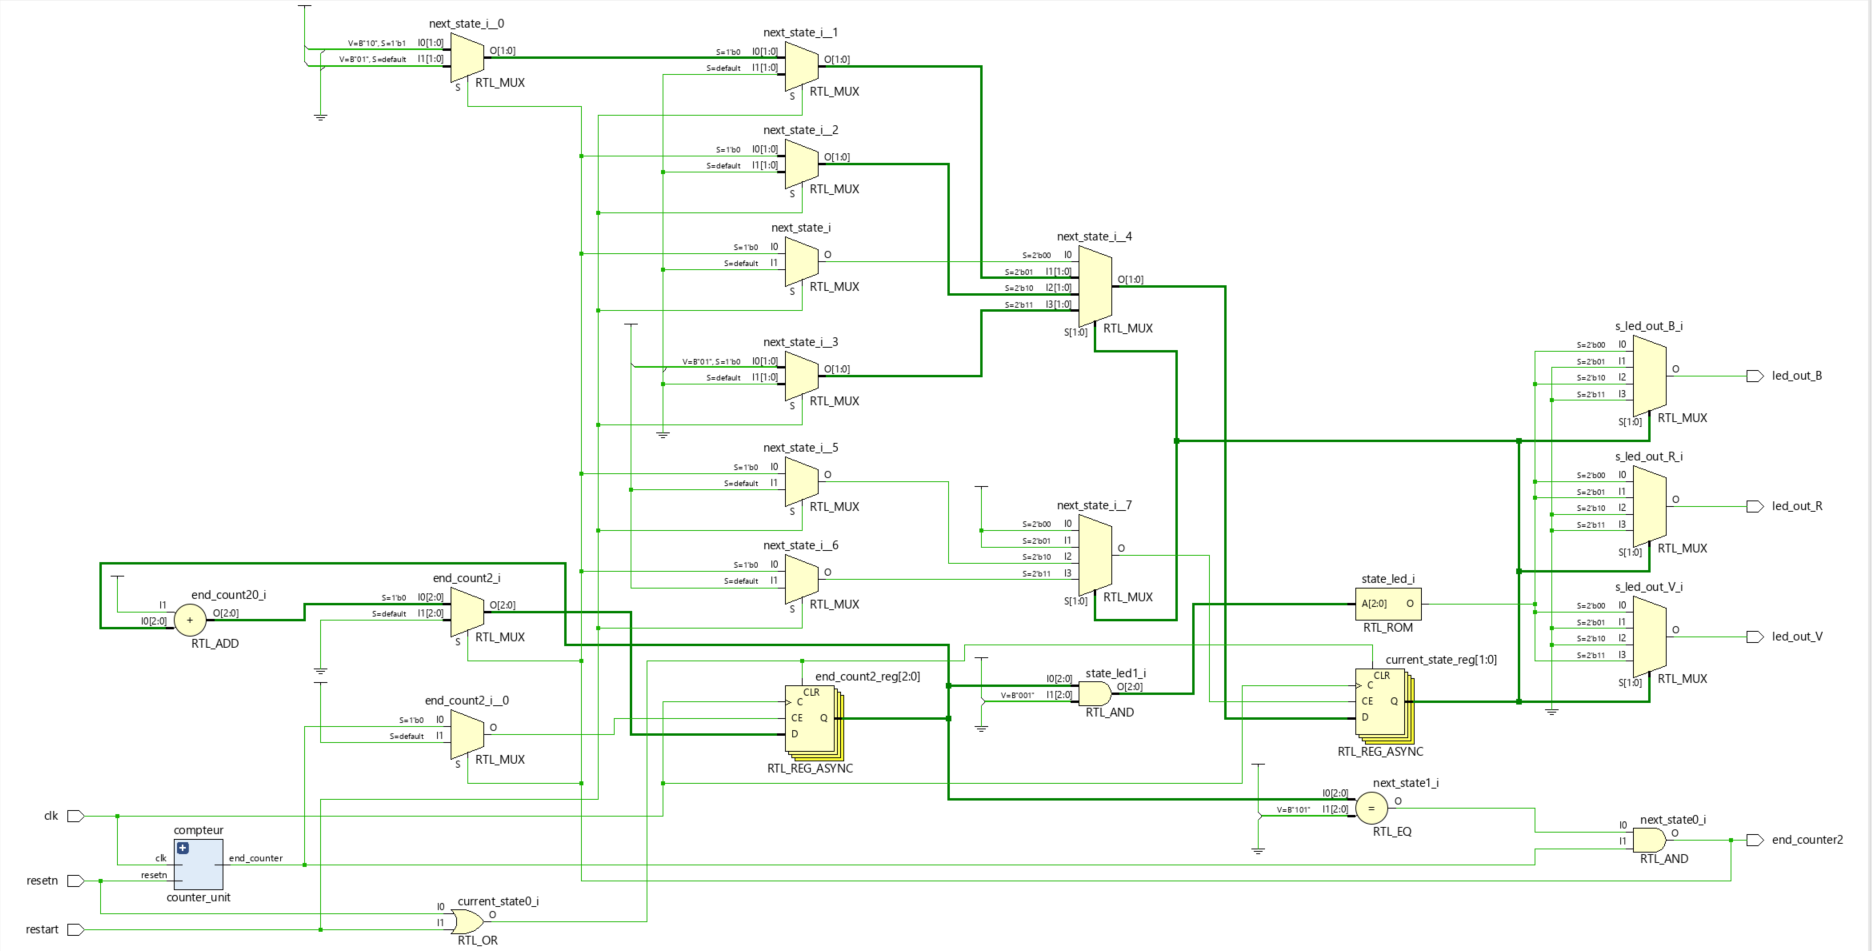 next_state_i__0
V=B"10", S=1'b1 I0[1:0]
V=B"01", S=default I1[1:0]
O[1:0]
S
RTL_MUX
next_state_i__1
S=1'b0 I0[1:0]
S=default I1[1:0]
O[1:0]
S
RTL_MUX
next_state_i__2
S=1'b0 I0[1:0]
S=default I1[1:0]
O[1:0]
S
RTL_MUX
next_state_i
S=1'b0 I0
S=default I1
O
S
RTL_MUX
next_state_i__4
S=2'b00 I0
S=2'b01 I1[1:0]
S=2'b10 I2[1:0]
S=2'b11 I3[1:0]
O[1:0]
S[1:0]
RTL_MUX
next_state_i__3
V=B"01", S=1'b0 I0[1:0]
S=default I1[1:0]
O[1:0]
S
RTL_MUX
s_led_out_B_i
S=2'b00 I0
S=2'b01 I1
S=2'b10 I2
S=2'b11 I3
O
S[1:0]
RTL_MUX
led_out_B
next_state_i__5
S=1'b0 I0
S=default I1
O
S
RTL_MUX
s_led_out_R_i
S=2'b00 I0
S=2'b01 I1
S=2'b10 I2
S=2'b11 I3
O
S[1:0]
RTL_MUX
led_out_R
next_state_i__7
S=2'b00 I0
S=2'b01 I1
S=2'b10 I2
S=2'b11 I3
O
S[1:0]
RTL_MUX
next_state_i__6
S=1'b0 I0
S=default I1
O
S
RTL_MUX
end_count20_i
I1
I0[2:0]
+
O[2:0]
RTL_ADD
end_count2_i
S=1'b0 I0[2:0]
S=default I1[2:0]
O[2:0]
S
RTL_MUX
state_led_i
A[2:0] O
RTL_ROM
s_led_out_V_i
S=2'b00 I0
S=2'b01 I1
S=2'b10 I2
S=2'b11 I3
O
S[1:0]
RTL_MUX
led_out_V
end_count2_reg[2:0]
CLR
C
CE Q
D
RTL_REG_ASYNC
state_led1_i
I0[2:0]
V=B"001" I1[2:0]
O[2:0]
RTL_AND
current_state_reg[1:0]
CLR
C
CE Q
D
RTL_REG_ASYNC
end_count2_i__0
S=1'b0 I0
S=default I1
O
S
RTL_MUX
next_state1_i
I0[2:0]
V=B"101" I1[2:0]
=
O
RTL_EQ
next_state0_i
I0
I1
O
RTL_AND
end_counter2
clk
compteur
clk
resetn
end_counter
counter_unit
resetn
restart
current_state0_i
I0
I1
O
RTL_OR